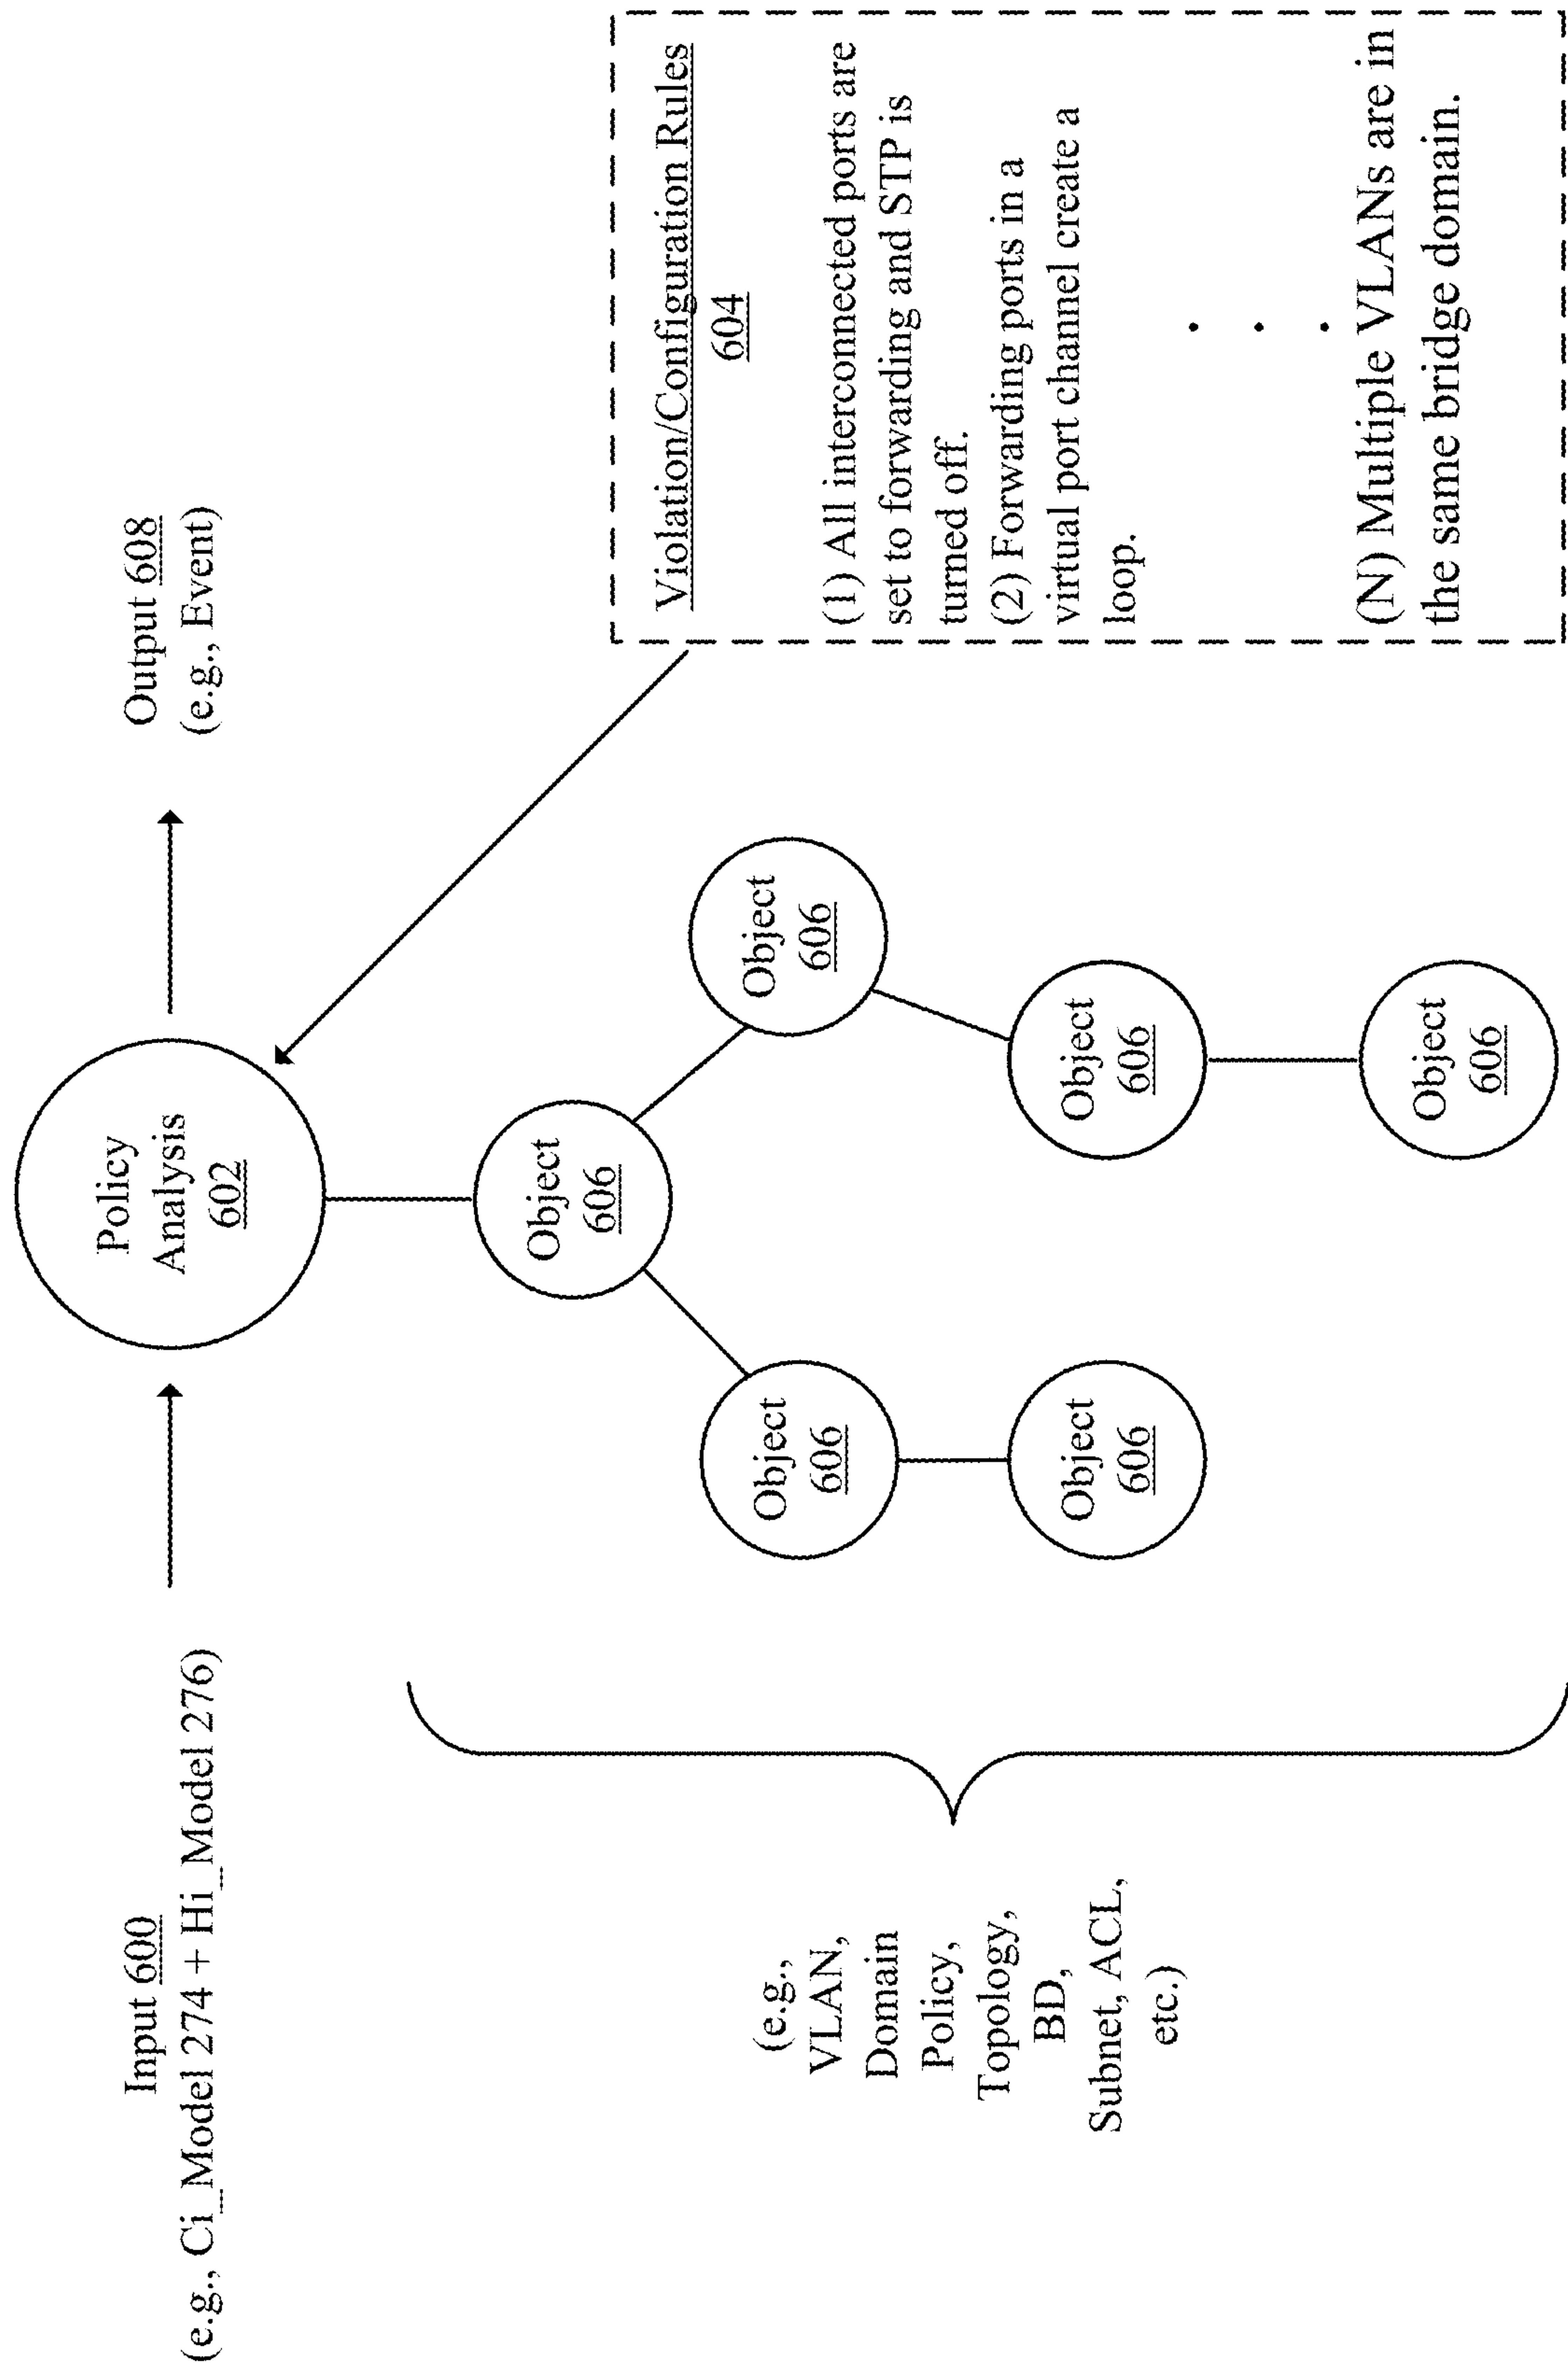 Input 600
(e.g., Ci_Model 274 + Hi_Model 276)
Policy
Analysis
602
Output 608
(e.g., Event)
Object
606
Object
606
Object
606
Object
606
Object
606
Object
606
(e.g.,
VLAN,
Domain
Policy,
Topology,
BD,
Subnet, ACL,
etc.)
Violation/Configuration Rules
604
(1) All interconnected ports are
set to forwarding and STP is
turned off.
(2) Forwarding ports in a
virtual port channel create a
loop.
. . .
(N) Multiple VLANs are in
the same bridge domain.